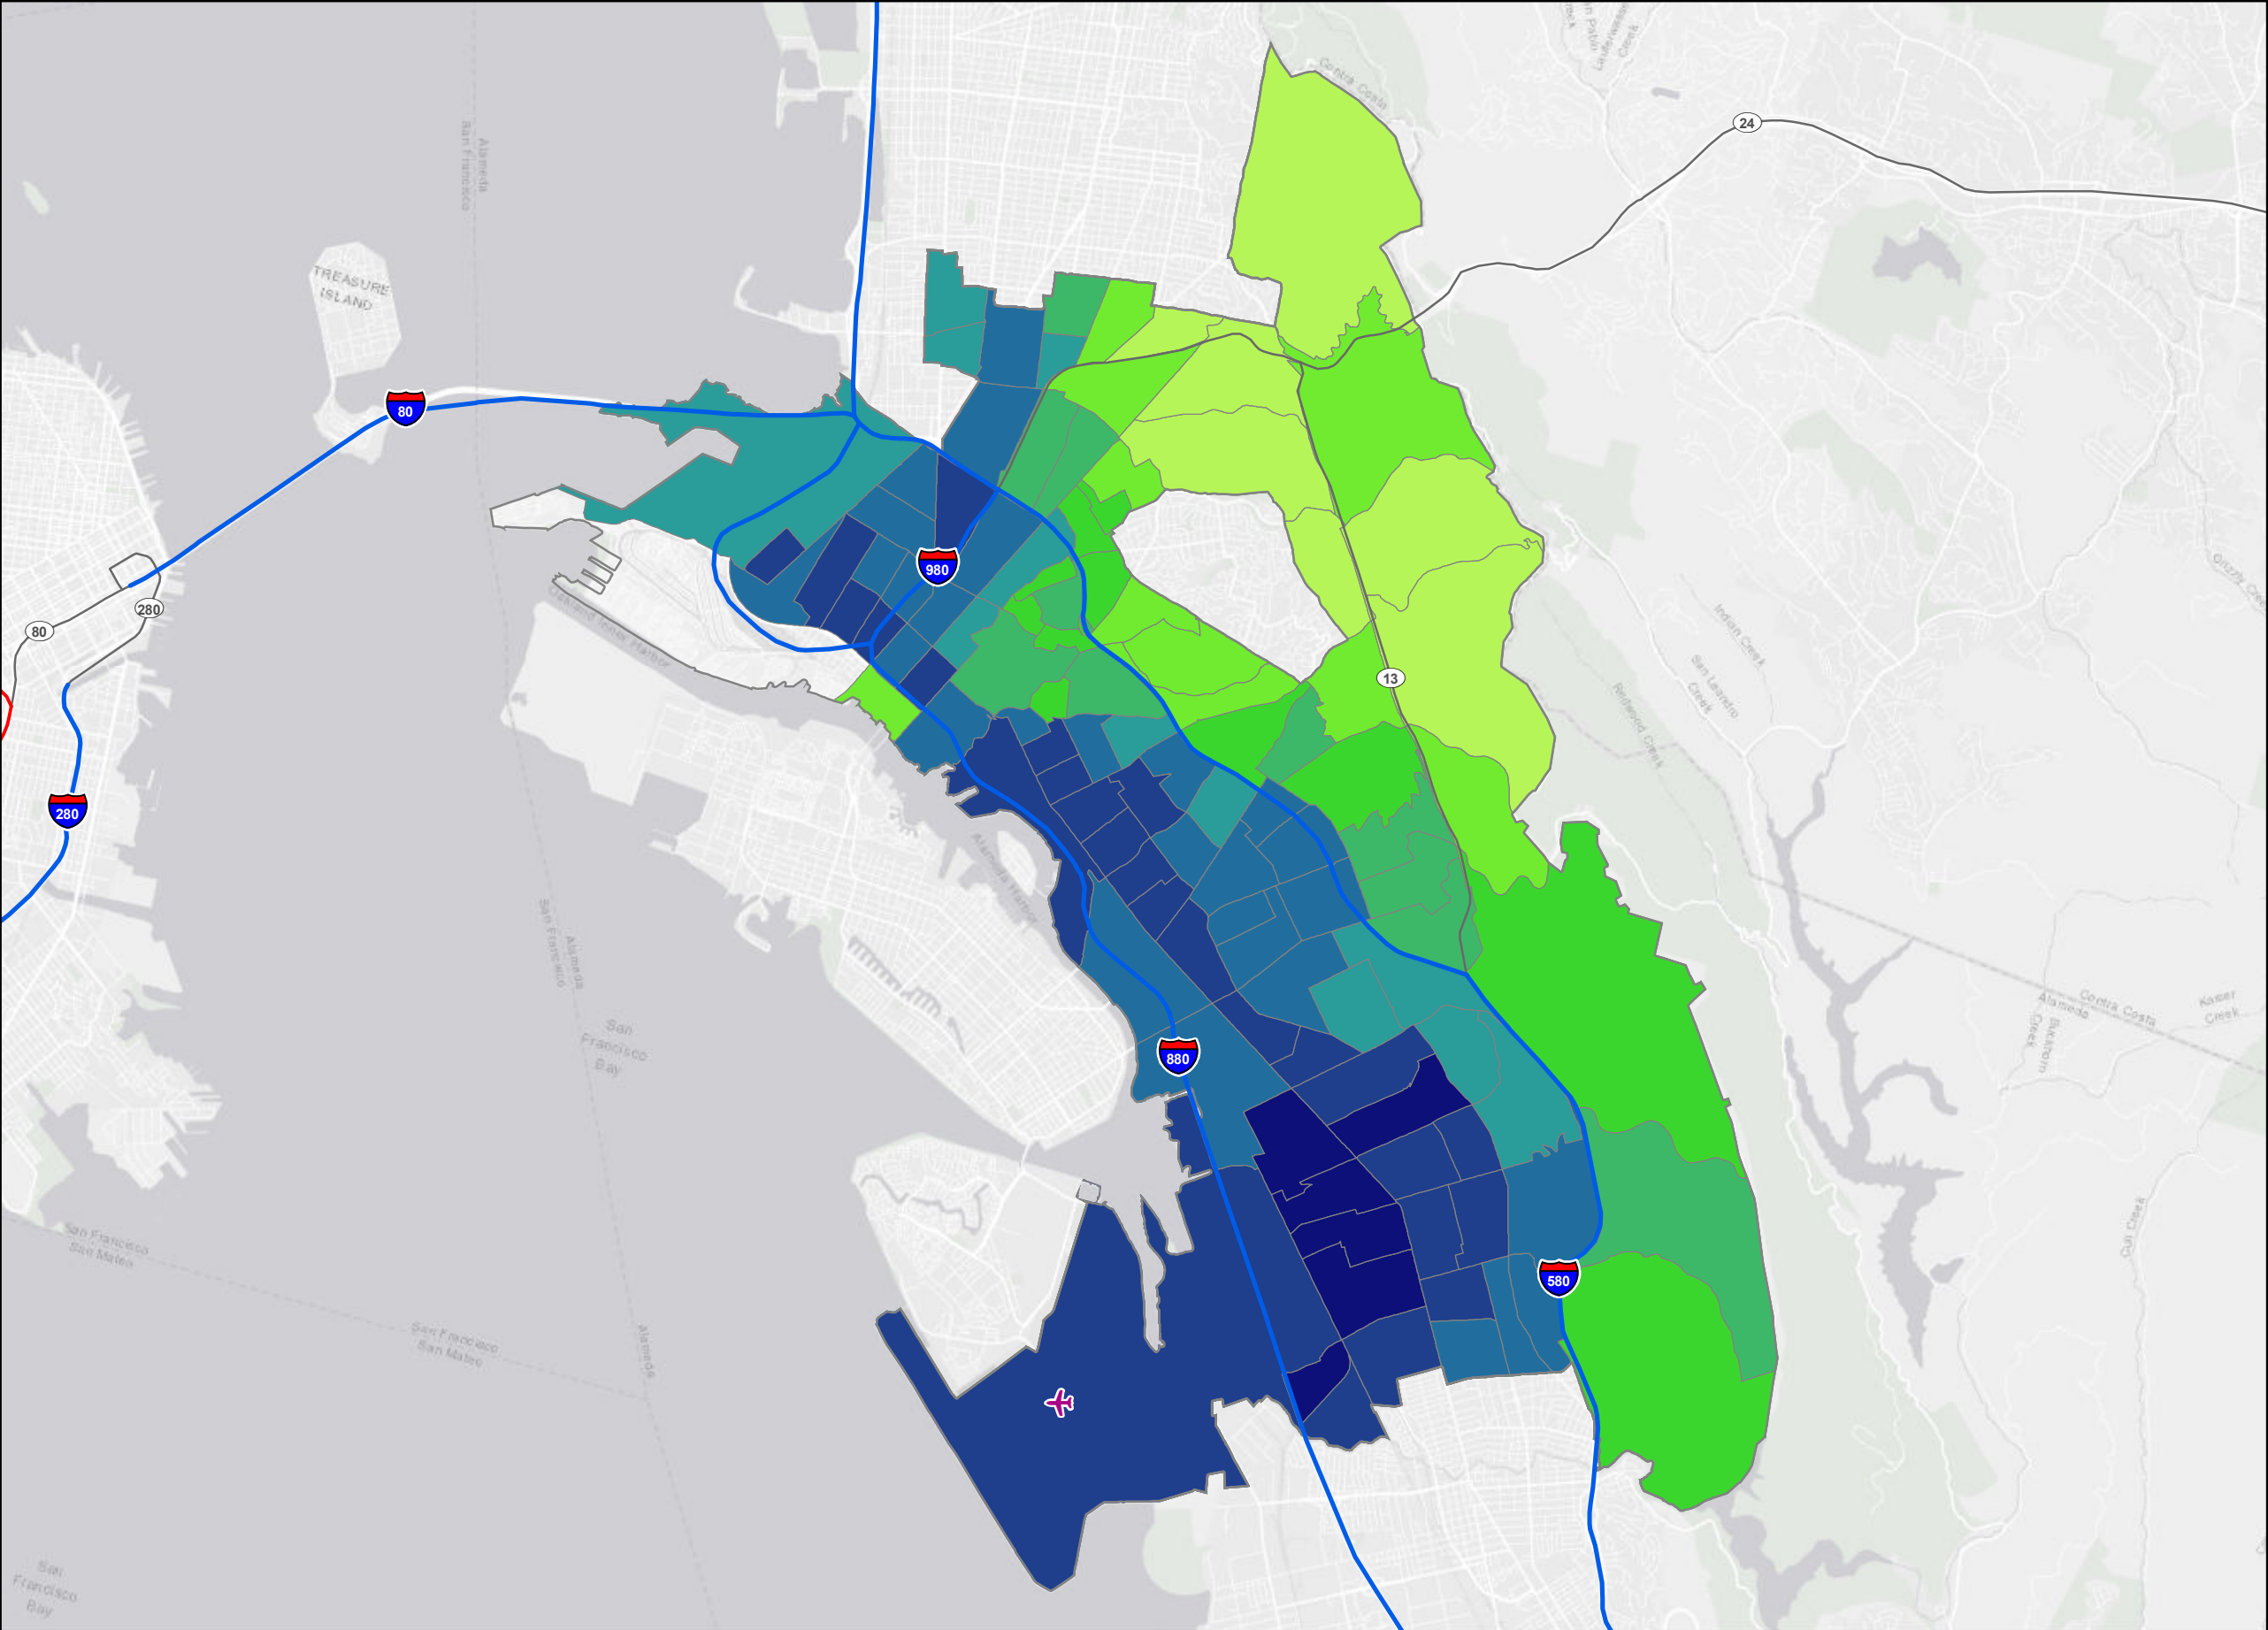 Contra Costa
24
Alameda
San Francisco
TREASURE
ISLAND
80
980
280
80
Oakland Inner Harbor
13
Indian Creek
San Leandro
Creek
Redwood Creek
280
Alameda Harbor
San Francisco
Alameda
San
Francisco
Bay
880
Contra Costa
Alameda
Kaiser
Creek
Buckhorn
Creek
Cull Creek
San Francisco
San Mateo
580
San Francisco
San Mateo
Alameda
San
Francisco
Bay